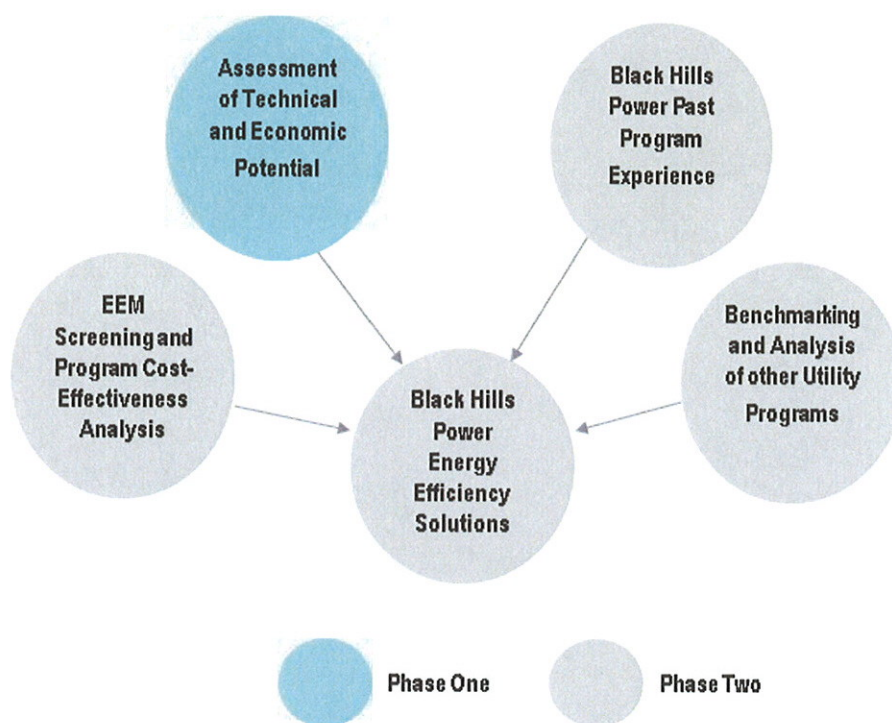 Assessment
of Technical
and Economic
Potential
Black Hills
Power Past
Program
Experience
EEM
Screening and
Program Cost-
Effectiveness
Analysis
Black Hills
Power
Energy
Efficiency
Solutions
Benchmarking
and Analysis
of other Utility
Programs
Phase One
Phase Two